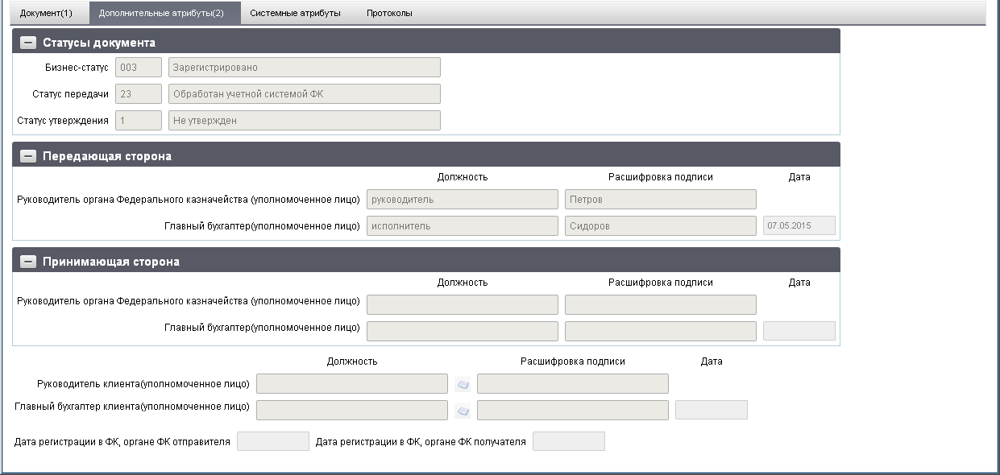 Документ(1) Дополнительные атрибуты(2) Системные атрибуты Протоколы
Статусы документа
Бизнес-статус 003 Зарегистрировано
Статус передачи 23 Обработан учетной системой ФК
Статус утверждения 1 Не утвержден
Передающая сторона
Должность Расшифровка подписи Дата
Руководитель органа Федерального казначейства (уполномоченное лицо) руководитель Петров
Главный бухгалтер(уполномоченное лицо) исполнитель Сидоров 07.05.2015
Принимающая сторона
Должность Расшифровка подписи Дата
Руководитель органа Федерального казначейства (уполномоченное лицо)
Главный бухгалтер(уполномоченное лицо)
Должность Расшифровка подписи Дата
Руководитель клиента(уполномоченное лицо)
Главный бухгалтер клиента(уполномоченное лицо)
Дата регистрации в ФК, органе ФК отправителя Дата регистрации в ФК, органе ФК получателя